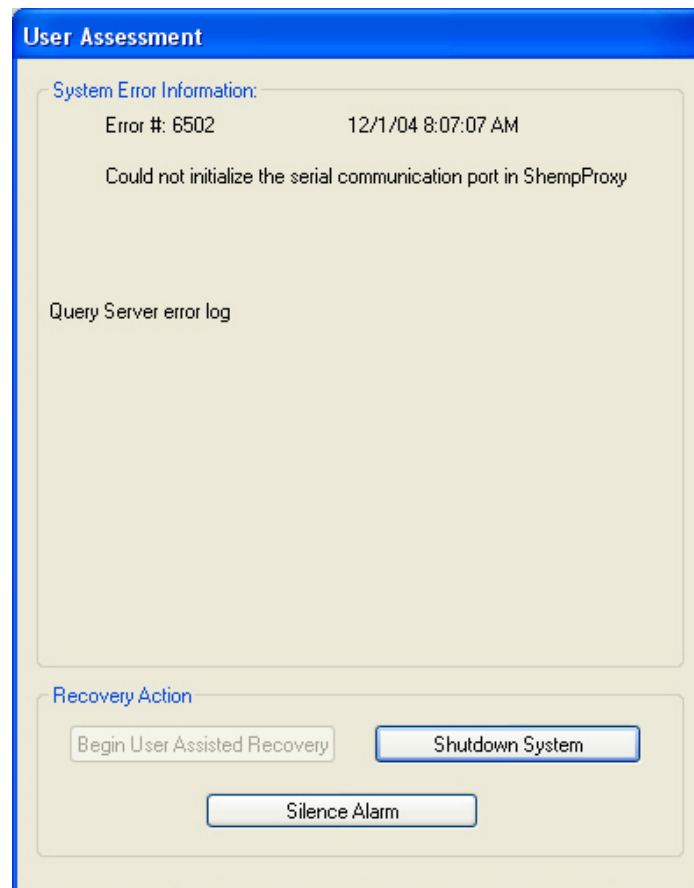 User Assessment
System Error Information:
Error #: 6502 12/1/04 8:07:07 AM
Could not initialize the serial communication port in ShempProxy
Query Server error log
Recovery Action
Begin User Assisted Recovery Shutdown System
Silence Alarm